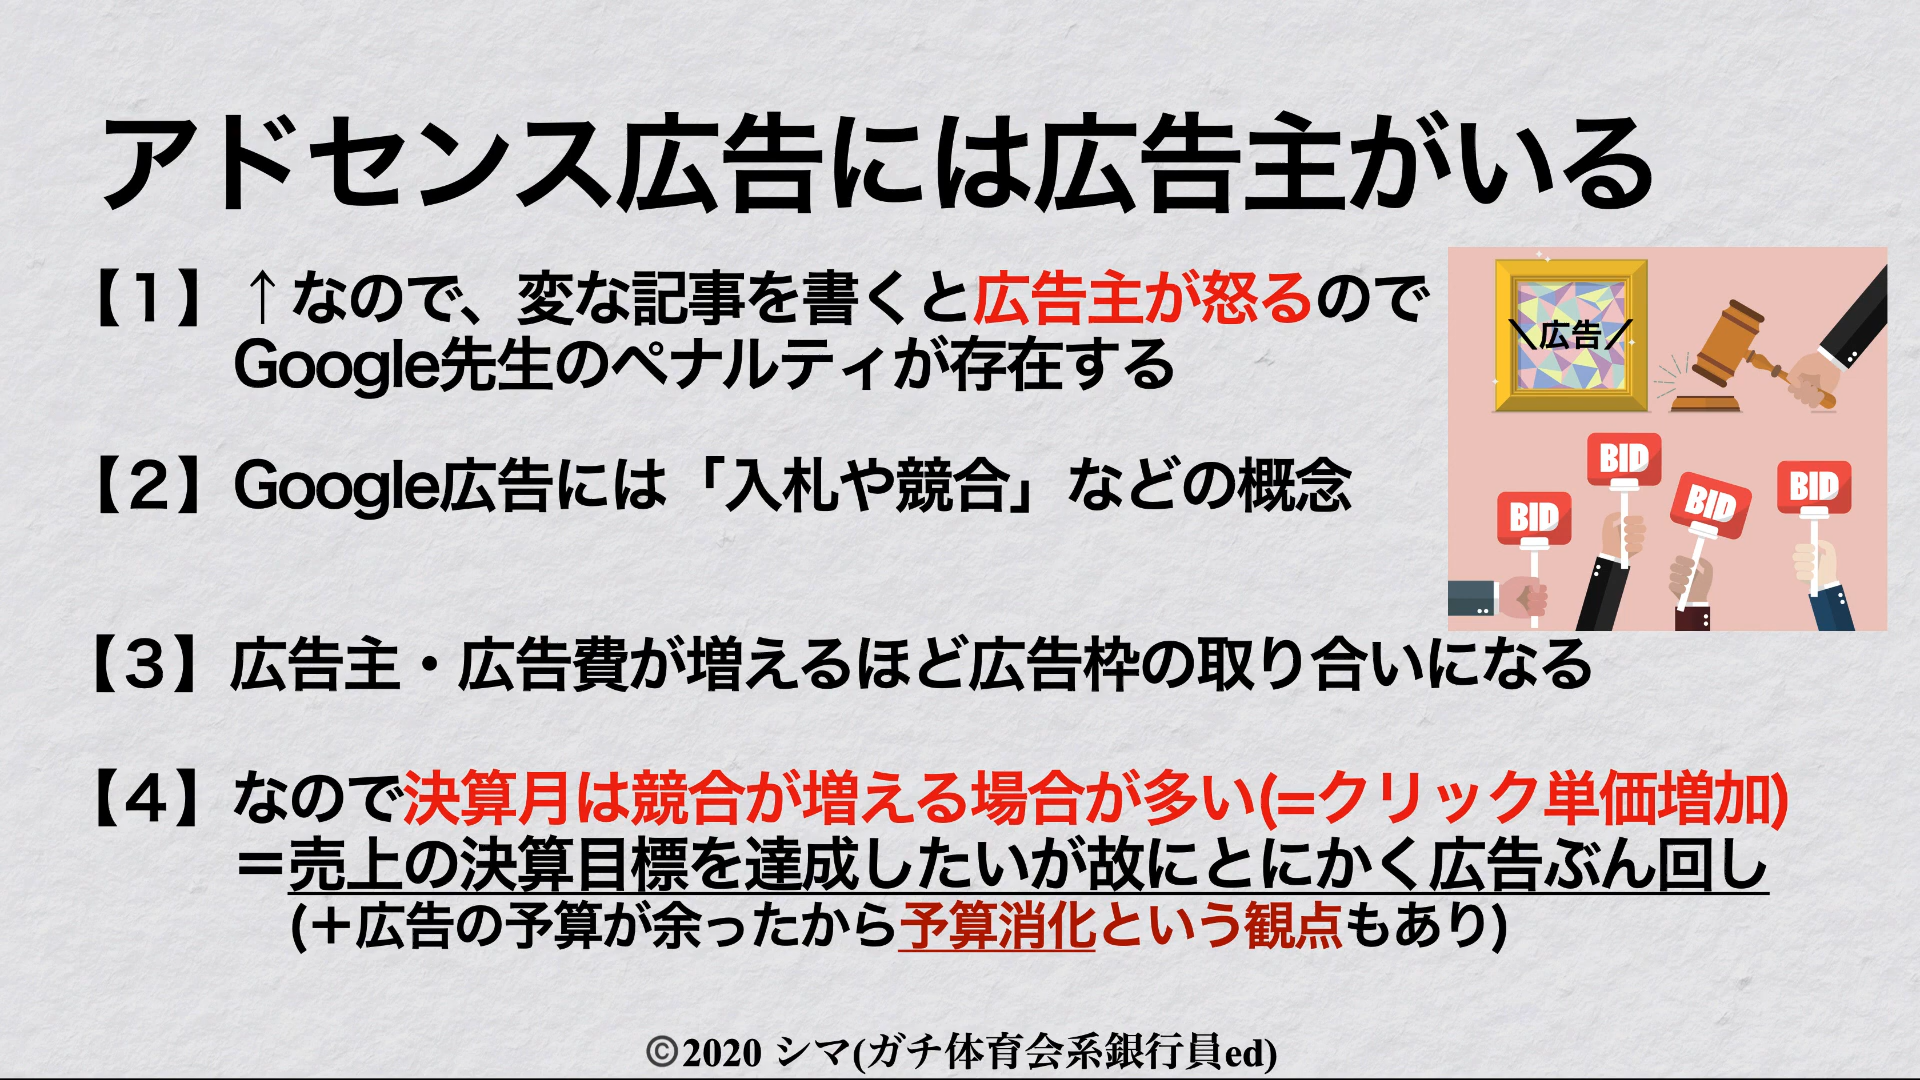 アドセンス広告には広告主がいる
【1】↑なので、変な記事を書くと広告主が怒るので
Google先生のペナルティが存在する
＼広告／
【2】Google広告には「入札や競合」などの概念
BID
BID
BID
BID
【3】広告主・広告費が増えるほど広告枠の取り合いになる
【4】なので決算月は競合が増える場合が多い(=クリック単価増加)
＝売上の決算目標を達成したいが故にとにかく広告ぶん回し
(＋広告の予算が余ったから予算消化という観点もあり)
©2020 シマ(ガチ体育会系銀行員ed)